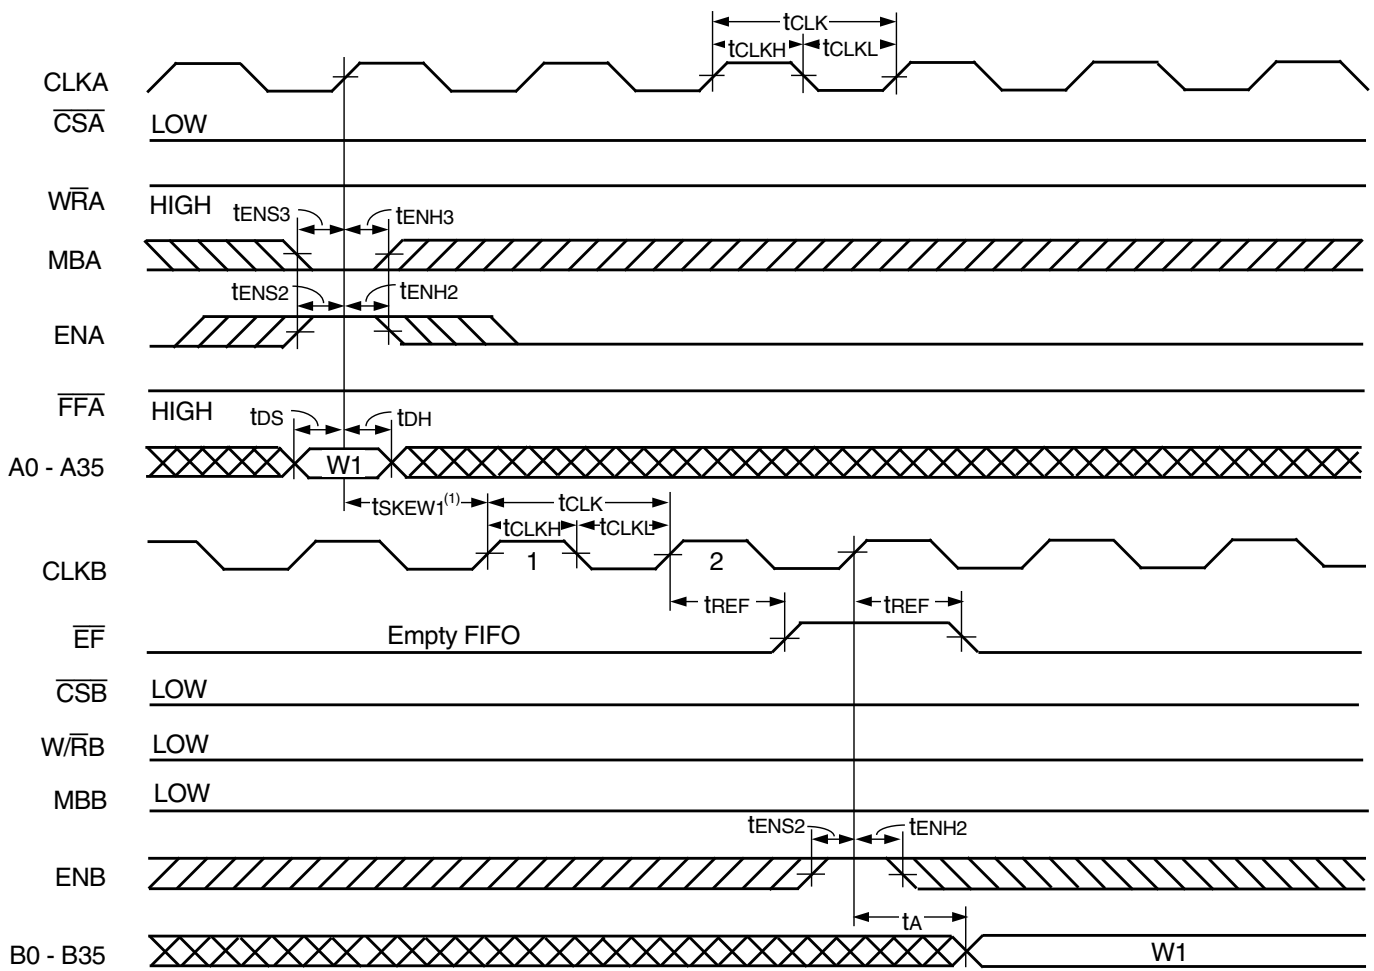 tCLK
tCLKH tCLKL
CLKA
CSA LOW
WRA HIGH
tENS3 tENH3
MBA
tENS2 tENH2
ENA
FFA HIGH
tDS tDH
A0 - A35 W1
tSKEW1(1) tCLK
tCLKH tCLKL
CLKB 1 2
tREF tREF
EF Empty FIFO
CSB LOW
W/RB LOW
MBB LOW
tENS2 tENH2
ENB
tA
B0 - B35 W1